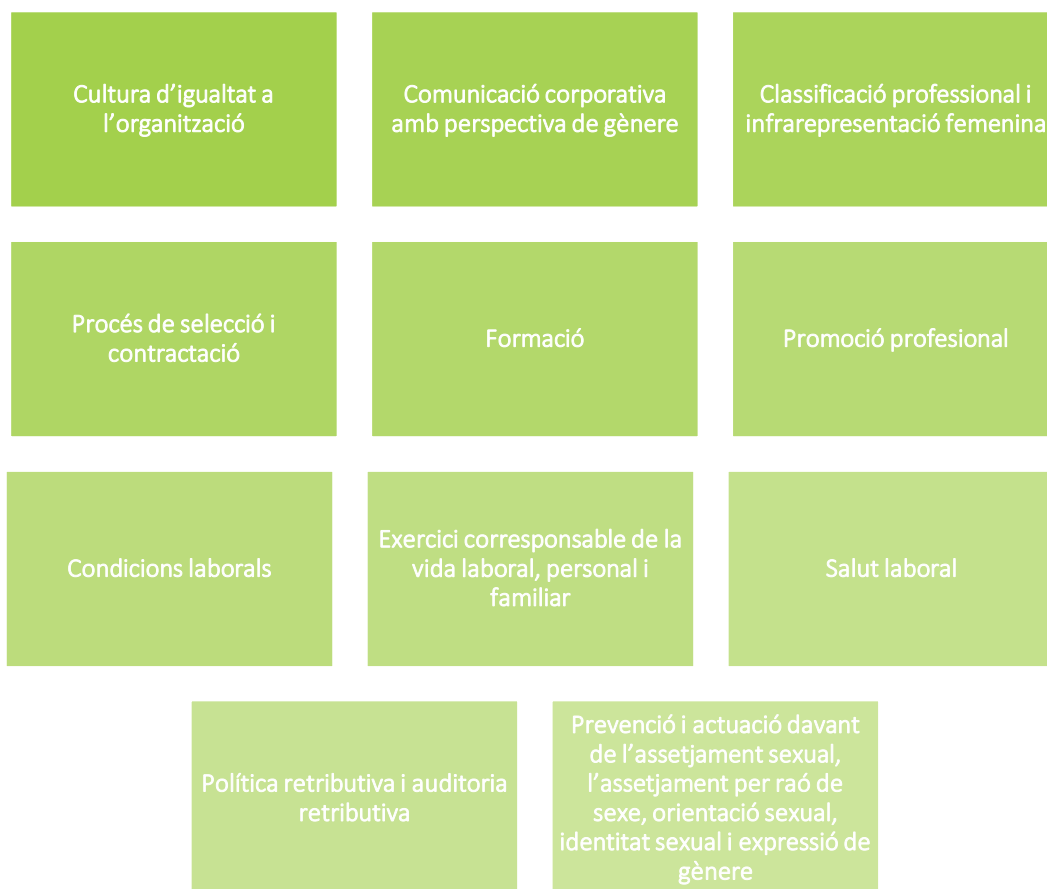 Cultura d’igualtat a
l’organització
Comunicació corporativa
amb perspectiva de gènere
Classificació professional i
infrarepresentació femenina
Procés de selecció i
contractació
Formació
Promoció profesional
Condicions laborals
Exercici corresponsable de la
vida laboral, personal i
familiar
Salut laboral
Política retributiva i auditoria
retributiva
Prevenció i actuació davant
de l’assetjament sexual,
l’assetjament per raó de
sexe, orientació sexual,
identitat sexual i expressió de
gènere